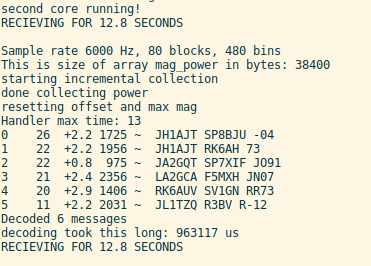 second core running!
RECIEVING FOR 12.8 SECONDS

Sample rate 6000 Hz, 80 blocks, 480 bins
This is size of array mag_power in bytes: 38400
starting incremental collection
done collecting power
resetting offset and max mag
Handler max time: 13
0 26 +2.2 1725 ~ JH1AJT SP8BJU -04
1 22 +2.2 1956 ~ JH1AJT RK6AH 73
2 22 +0.8 975 ~ JA2GQT SP7XIF JO91
3 21 +2.4 2356 ~ LA2GCA F5MXH JN07
4 20 +2.9 1406 ~ RK6AUV SV1GN RR73
5 11 +2.2 2031 ~ JL1TZQ R3BV R-12
Decoded 6 messages
decoding took this long: 963117 us
RECIEVING FOR 12.8 SECONDS